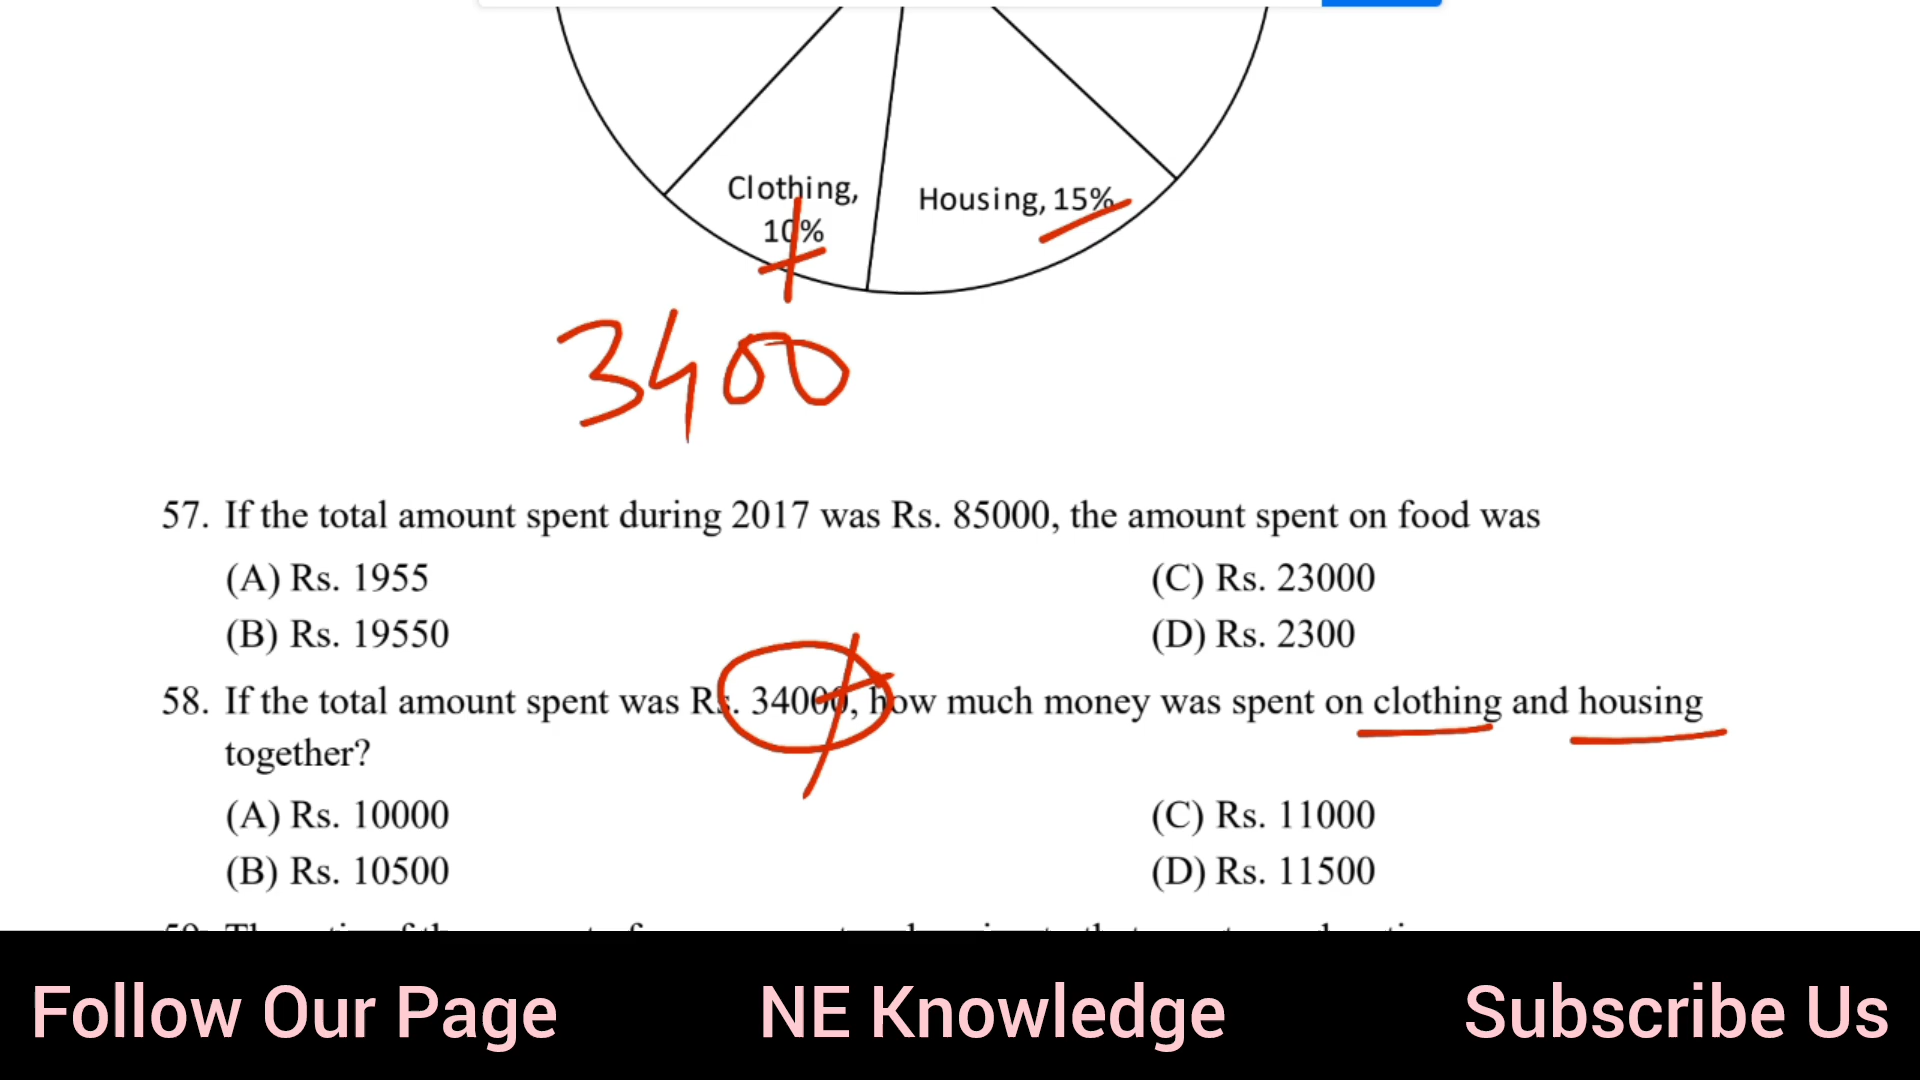 Clothing,
10%
Housing, 15%
3400
57. If the total amount spent during 2017 was Rs. 85000, the amount spent on food was
(A) Rs. 1955 (C) Rs. 23000
(B) Rs. 19550 (D) Rs. 2300
58. If the total amount spent was Rs. 34000, how much money was spent on clothing and housing
together?
(A) Rs. 10000 (C) Rs. 11000
(B) Rs. 10500 (D) Rs. 11500
Follow Our Page NE Knowledge Subscribe Us